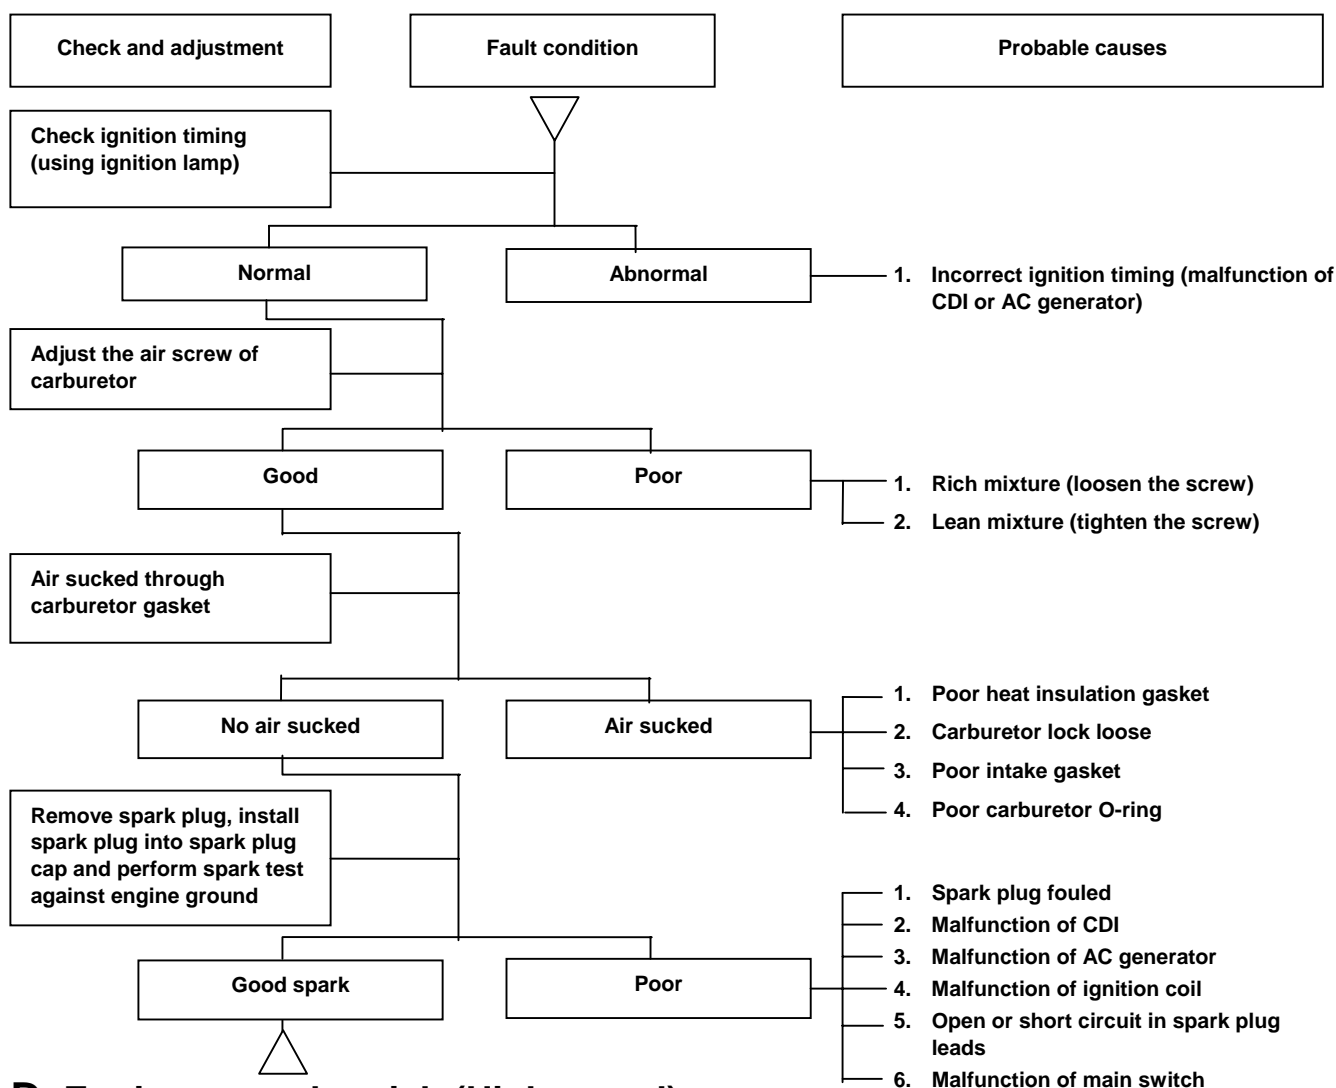 Check and adjustment
Fault condition
Probable causes
Check ignition timing
(using ignition lamp)
Normal
Abnormal
1. Incorrect ignition timing (malfunction of
CDI or AC generator)
Adjust the air screw of
carburetor
Good
Poor
1. Rich mixture (loosen the screw)
2. Lean mixture (tighten the screw)
Air sucked through
carburetor gasket
No air sucked
Air sucked
1. Poor heat insulation gasket
2. Carburetor lock loose
3. Poor intake gasket
4. Poor carburetor O-ring
Remove spark plug, install
spark plug into spark plug
cap and perform spark test
against engine ground
Good spark
Poor
1. Spark plug fouled
2. Malfunction of CDI
3. Malfunction of AC generator
4. Malfunction of ignition coil
5. Open or short circuit in spark plug
leads
6. Malfunction of main switch